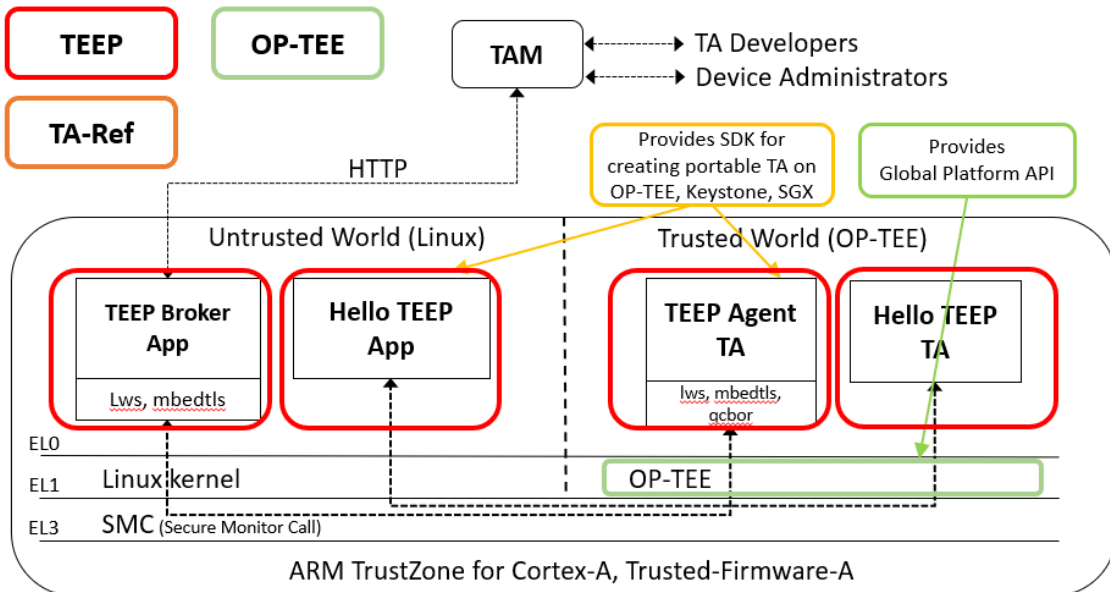 TEEP
OP-TEE
TA-Ref
TAM
TA Developers
Device Administrators
HTTP
Provides SDK for
creating portable TA on
OP-TEE, Keystone, SGX
Provides
Global Platform API
Untrusted World (Linux)
Trusted World (OP-TEE)
TEEP Broker
App
Lws, mbedtls
Hello TEEP
App
TEEP Agent
TA
lws, mbedtls,
qcbor
Hello TEEP
TA
EL0
EL1 Linux kernel
OP-TEE
EL3 SMC (Secure Monitor Call)
ARM TrustZone for Cortex-A, Trusted-Firmware-A